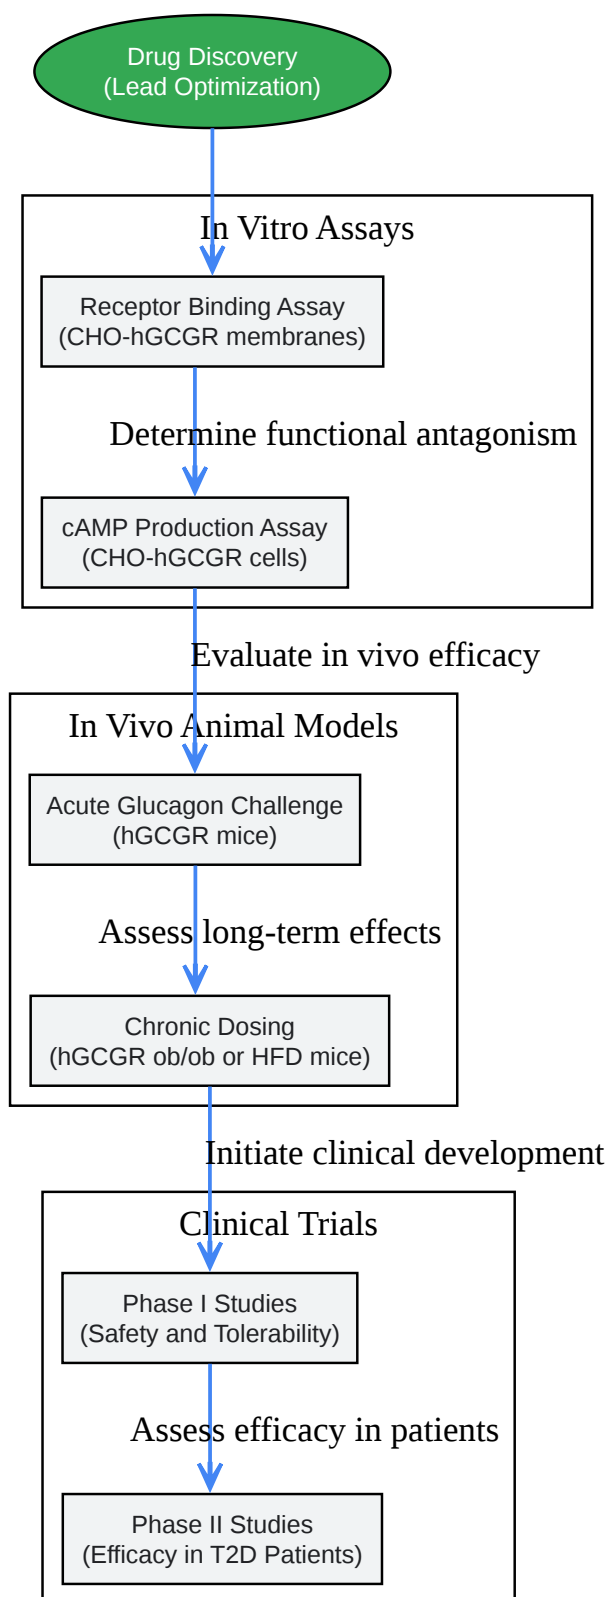 Drug Discovery
(Lead Optimization)
In Vitro Assays
Receptor Binding Assay
(CHO-hGCGR membranes)
Determine functional antagonism
cAMP Production Assay
(CHO-hGCGR cells)
Evaluate in vivo efficacy
In Vivo Animal Models
Acute Glucagon Challenge
(hGCGR mice)
Assess long-term effects
Chronic Dosing
(hGCGR ob/ob or HFD mice)
Initiate clinical development
Clinical Trials
Phase I Studies
(Safety and Tolerability)
Assess efficacy in patients
Phase II Studies
(Efficacy in T2D Patients)